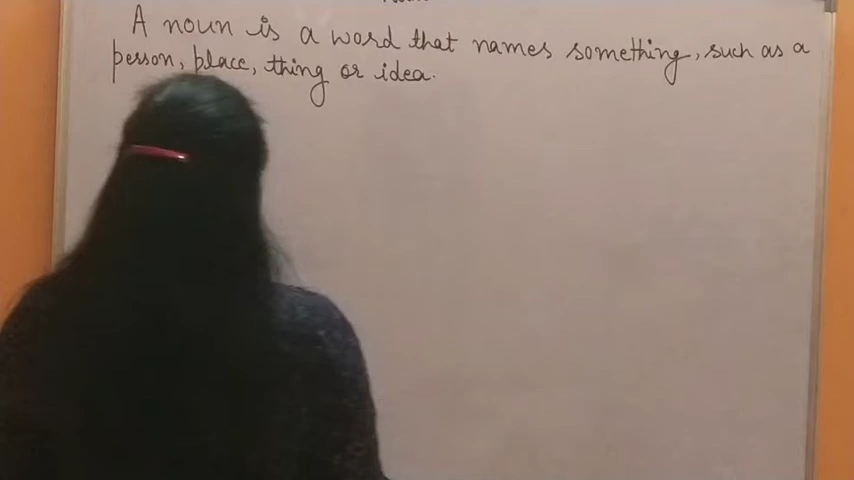 A noun is a word that names something, such as a
person, place, thing or idea.